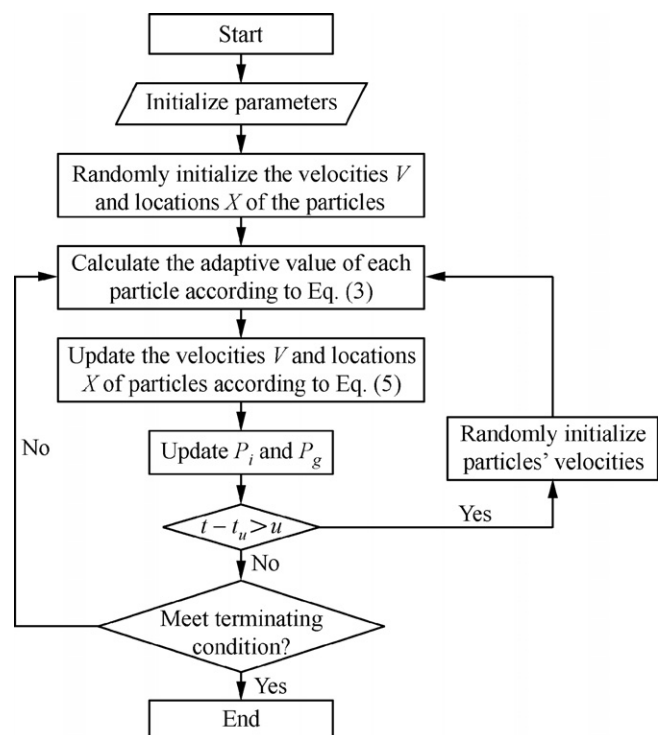 Start
Initialize parameters
Randomly initialize the velocities V
and locations X of the particles
Calculate the adaptive value of each
particle according to Eq. (3)
Update the velocities V and locations
X of particles according to Eq. (5)
No
Update P_i and P_g
Randomly initialize
particles' velocities
t − t_u > u
Yes
No
Meet terminating
condition?
Yes
End